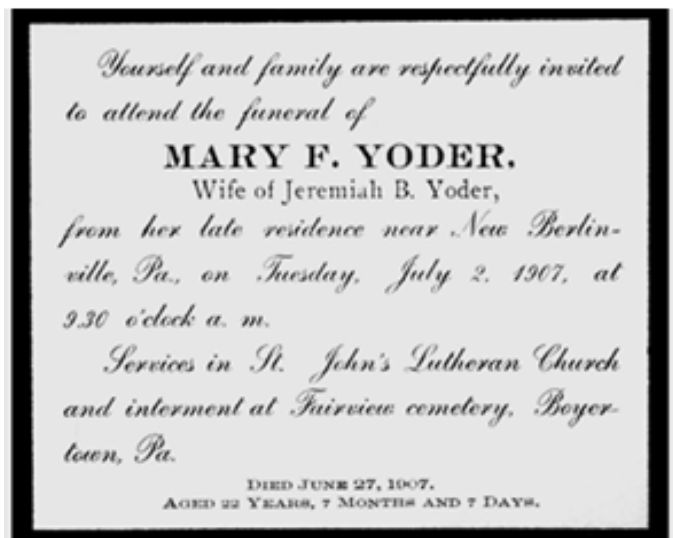 Yourself and family are respectfully invited
to attend the funeral of
MARY F. YODER.
Wife of Jeremiah B. Yoder,
from her late residence near New Berlin-
ville, Pa., on Tuesday, July 2, 1907, at
9.30 o'clock a. m.
Services in St. John's Lutheran Church
and interment at Fairview cemetery, Boyer-
town, Pa.
DIED JUNE 27, 1907.
AGED 22 YEARS, 7 MONTHS AND 7 DAYS.